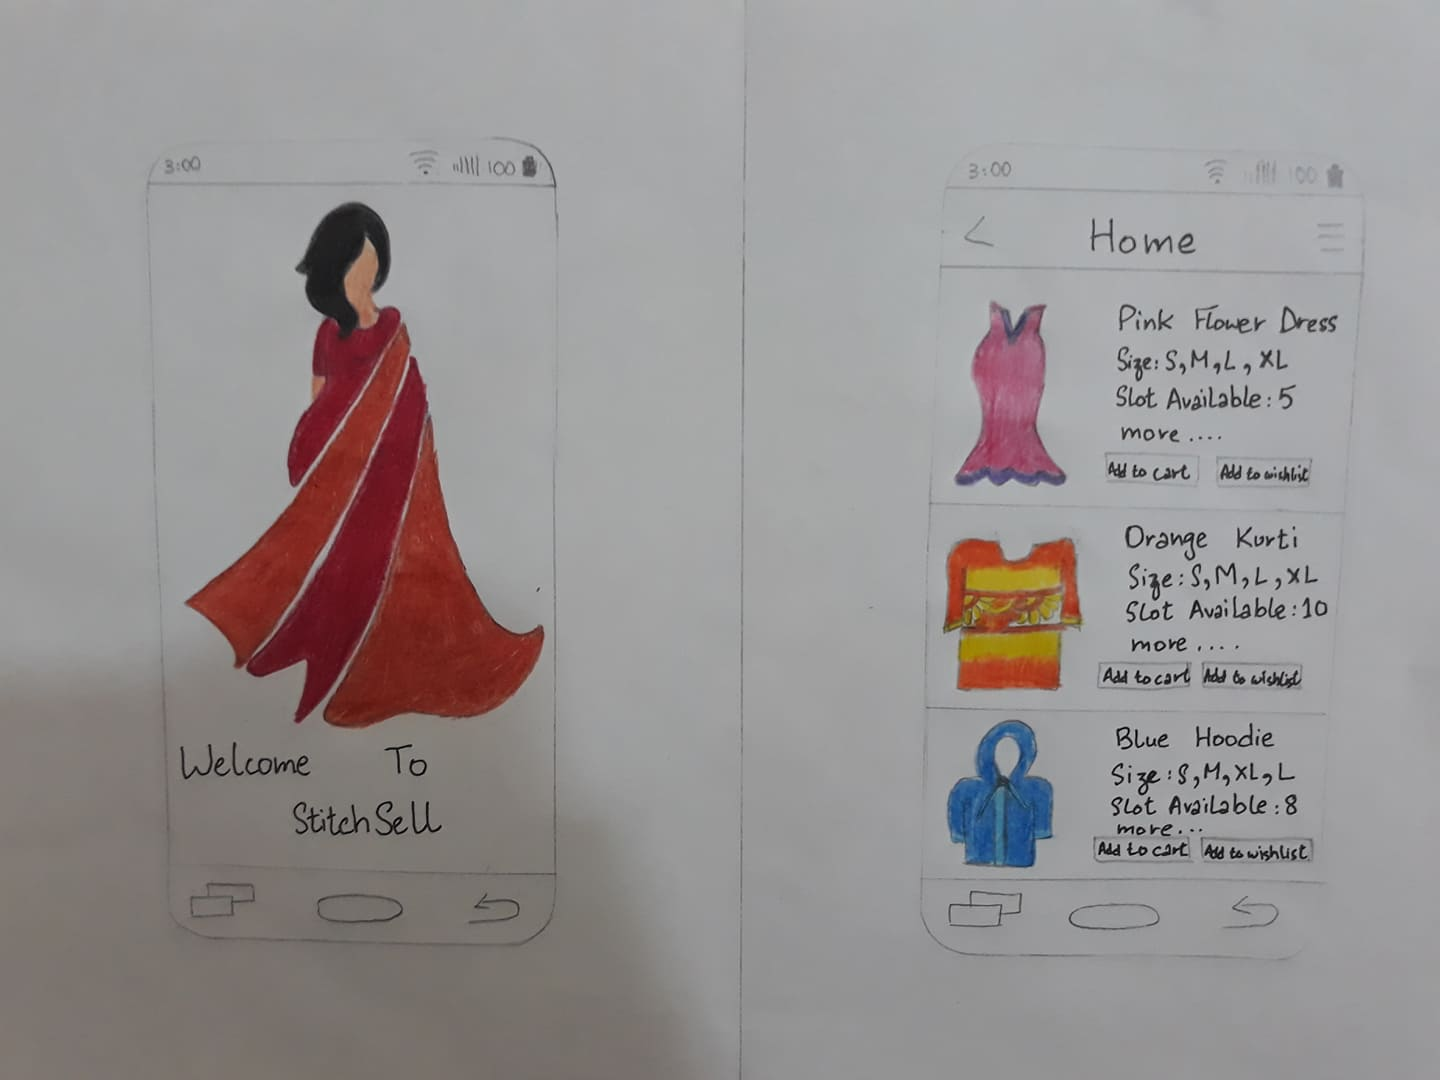 3:00 100
Welcome To
StitchSell
3:00 100
Home
Pink Flower Dress
Size: S, M, L, XL
Slot Available: 5
more ....
Add to cart Add to wishlist
Orange Kurti
Size: S, M, L, XL
Slot Available: 10
more ....
Add to cart Add to wishlist
Blue Hoodie
Size: S, M, XL, L
Slot Available: 8
more...
Add to cart Add to wishlist